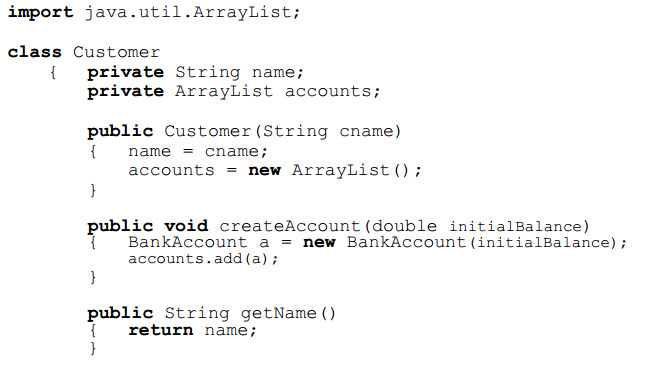 import java.util.ArrayList;
class Customer
{ private String name;
private ArrayList accounts;
public Customer(String cname)
{ name = cname;
accounts = new ArrayList();
}
public void createAccount(double initialBalance)
{ BankAccount a = new BankAccount(initialBalance);
accounts.add(a);
}
public String getName()
{ return name;
}